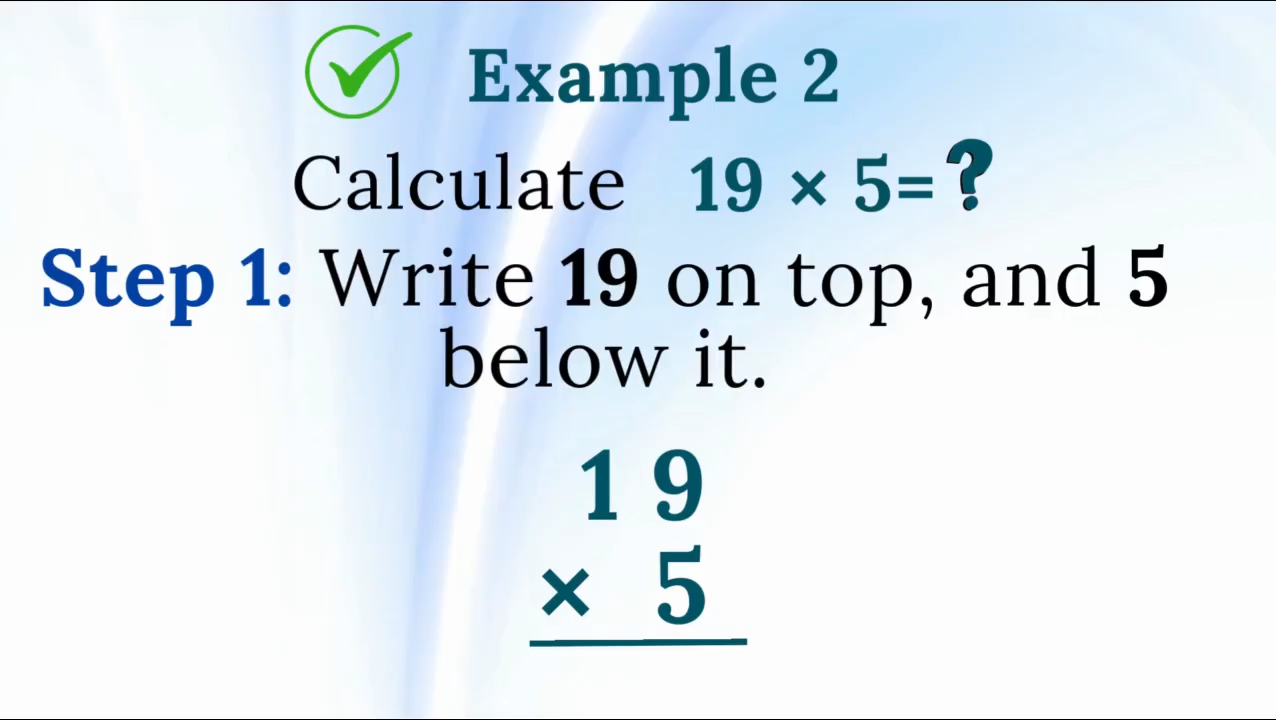 Example 2
Calculate 19 × 5=?
Step 1: Write 19 on top, and 5
below it.
1 9
× 5